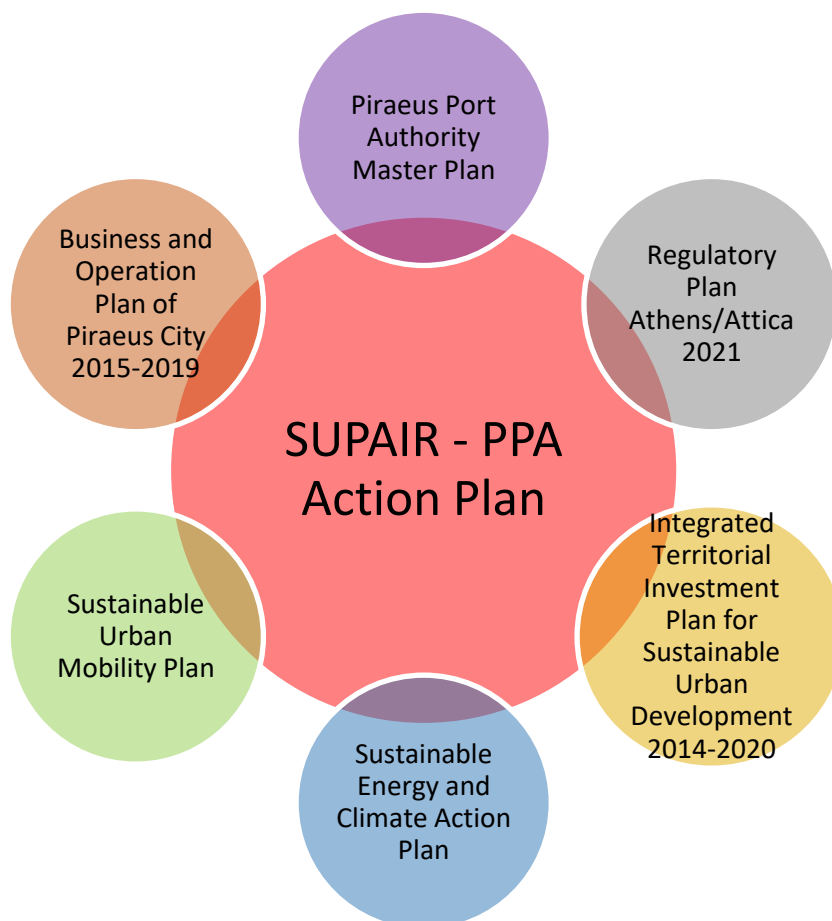 Piraeus Port
Authority
Master Plan
Regulatory
Plan
Athens/Attica
2021
Integrated
Territorial
Investment
Plan for
Sustainable
Urban
Development
2014-2020
Sustainable
Energy and
Climate Action
Plan
Sustainable
Urban
Mobility Plan
Business and
Operation
Plan of
Piraeus City
2015-2019
SUPAIR - PPA
Action Plan